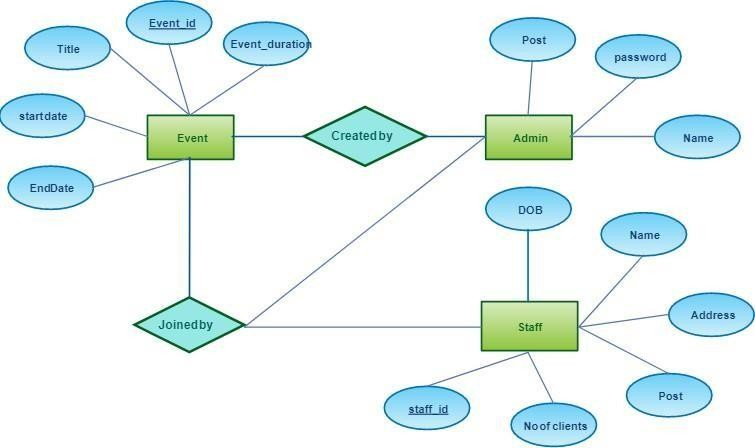 Event_id
Title
Event_duration
Post
password
startdate
Event
Created by
Admin
Name
EndDate
DOB
Name
Joined by
Staff
Address
staff_id
No of clients
Post